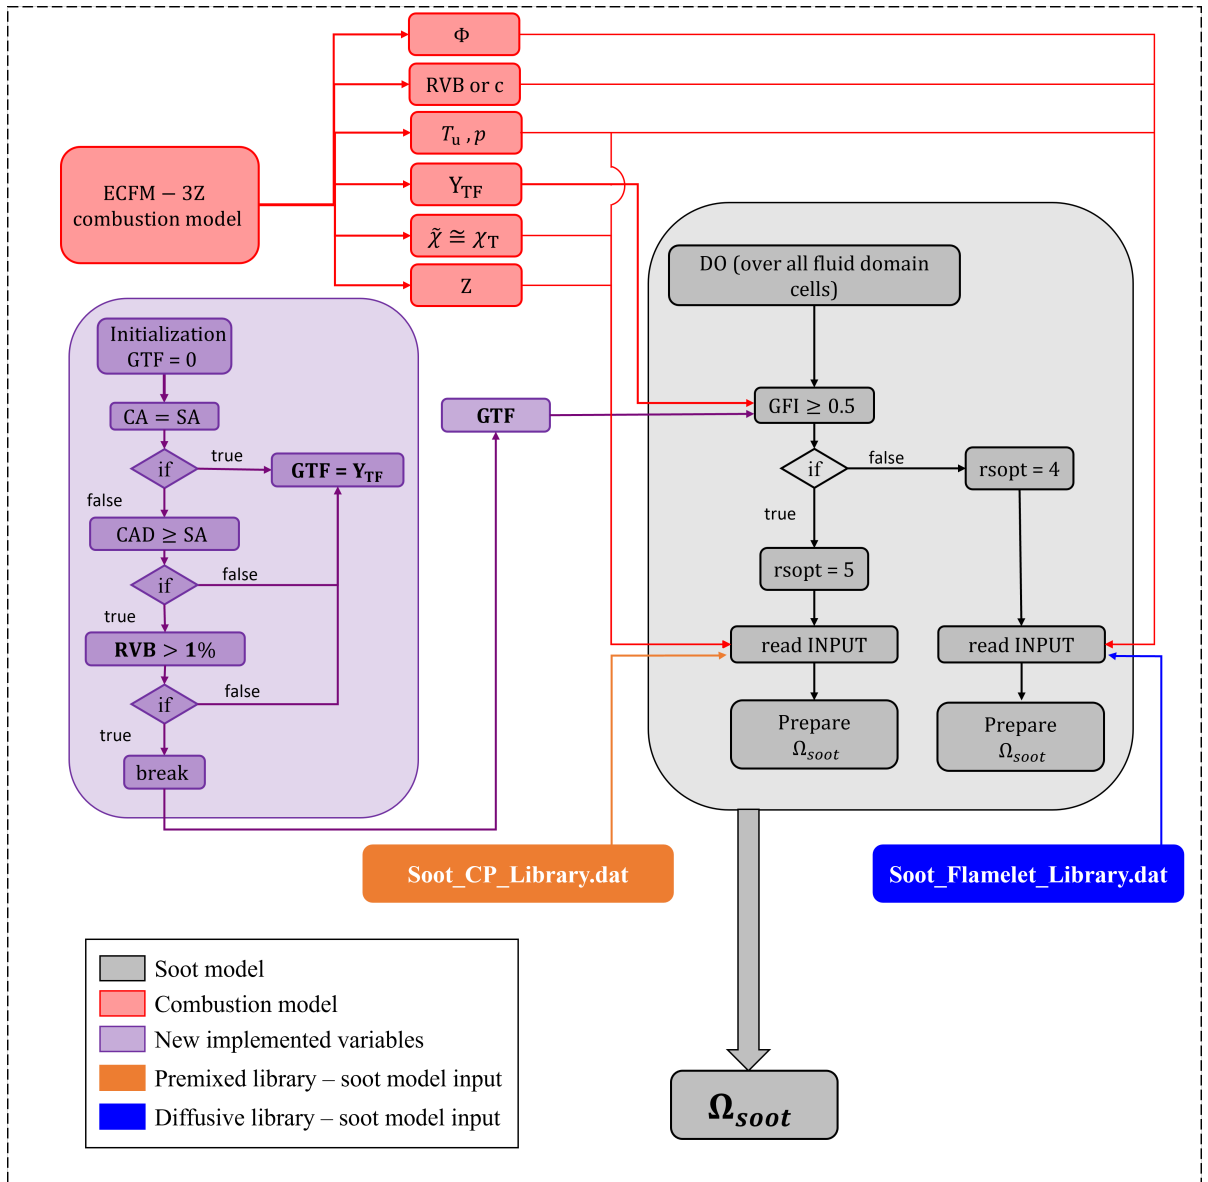 Φ
RVB or c
T_u , p
Y_TF
χ̃ ≅ χ_T
Z
ECFM − 3Z
combustion model
Initialization
GTF = 0
CA = SA
if
true
GTF = Y_TF
false
CAD ≥ SA
if
false
true
RVB > 1%
if
false
true
break
GTF
DO (over all fluid domain
cells)
GFI ≥ 0.5
if
false
rsopt = 4
true
rsopt = 5
read INPUT
read INPUT
Prepare
Ω_soot
Prepare
Ω_soot
Soot_CP_Library.dat
Soot_Flamelet_Library.dat
Soot model
Combustion model
New implemented variables
Premixed library – soot model input
Diffusive library – soot model input
Ω_soot